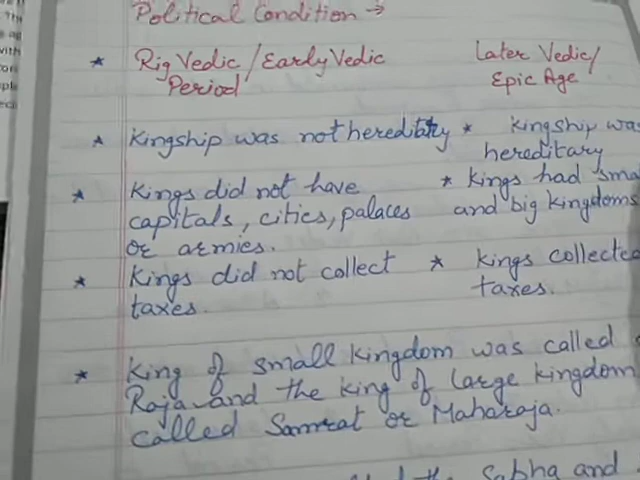 Political Condition →
* Rig Vedic / Early Vedic Period
Later Vedic / Epic Age
* Kingship was not hereditary
* Kingship was hereditary
* Kings did not have
capitals, cities, palaces
or armies.
* Kings had
and big kingdoms
* Kings did not collect
taxes.
* Kings collected
taxes.
* King of small kingdom was called
Raja and the king of large kingdom
called Samrat or Maharaja.
Sabha and